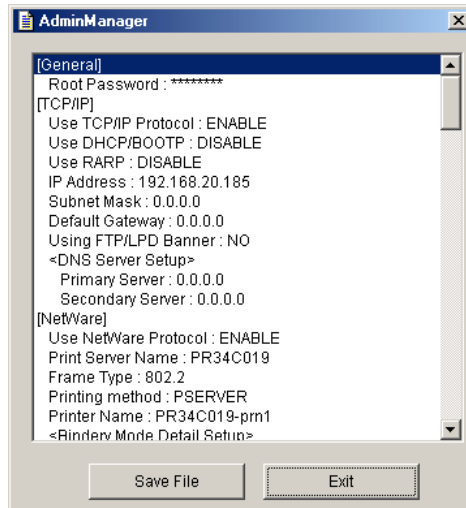 AdminManager
[General]
Root Password : ********
[TCP/IP]
Use TCP/IP Protocol : ENABLE
Use DHCP/BOOTP : DISABLE
Use RARP : DISABLE
IP Address : 192.168.20.185
Subnet Mask : 0.0.0.0
Default Gateway : 0.0.0.0
Using FTP/LPD Banner : NO
<DNS Server Setup>
Primary Server : 0.0.0.0
Secondary Server : 0.0.0.0
[NetWare]
Use NetWare Protocol : ENABLE
Print Server Name : PR34C019
Frame Type : 802.2
Printing method : PSERVER
Printer Name : PR34C019-prn1
<Bindery Mode Detail Setup>
Save File
Exit